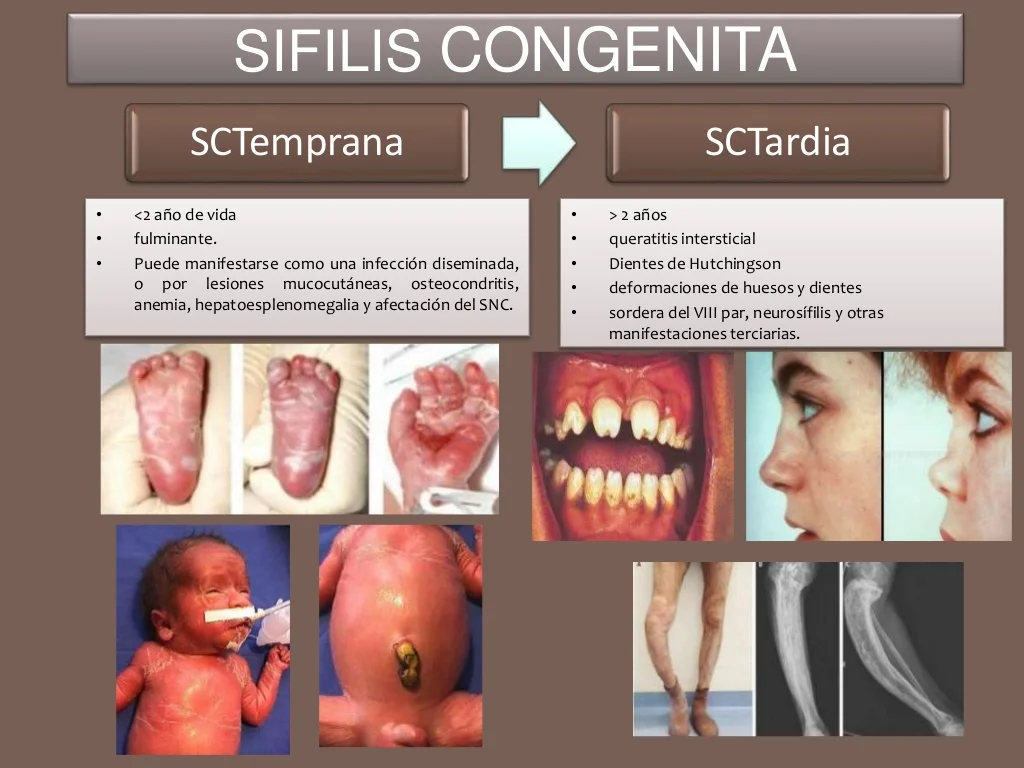 SIFILIS CONGENITA
SCTemprana
SCTardia
• <2 año de vida
• fulminante.
• Puede manifestarse como una infección diseminada,
o por lesiones mucocutáneas, osteocondritis,
anemia, hepatoesplenomegalia y afectación del SNC.
• > 2 años
• queratitis intersticial
• Dientes de Hutchingson
• deformaciones de huesos y dientes
• sordera del VIII par, neurosífilis y otras
manifestaciones terciarias.